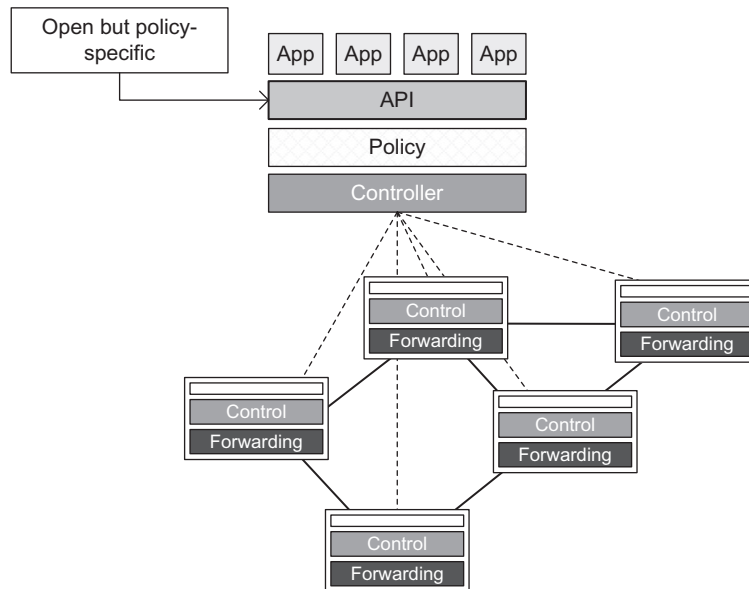 Open but policy-
specific
App App App App
API
Policy
Controller
Control
Forwarding
Control
Forwarding
Control
Forwarding
Control
Forwarding
Control
Forwarding